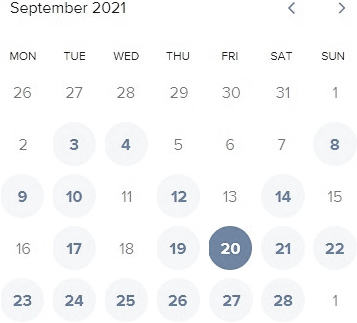 September 2021
MON TUE WED THU FRI SAT SUN
26 27 28 29 30 31 1
2 3 4 5 6 7 8
9 10 11 12 13 14 15
16 17 18 19 20 21 22
23 24 25 26 27 28 1